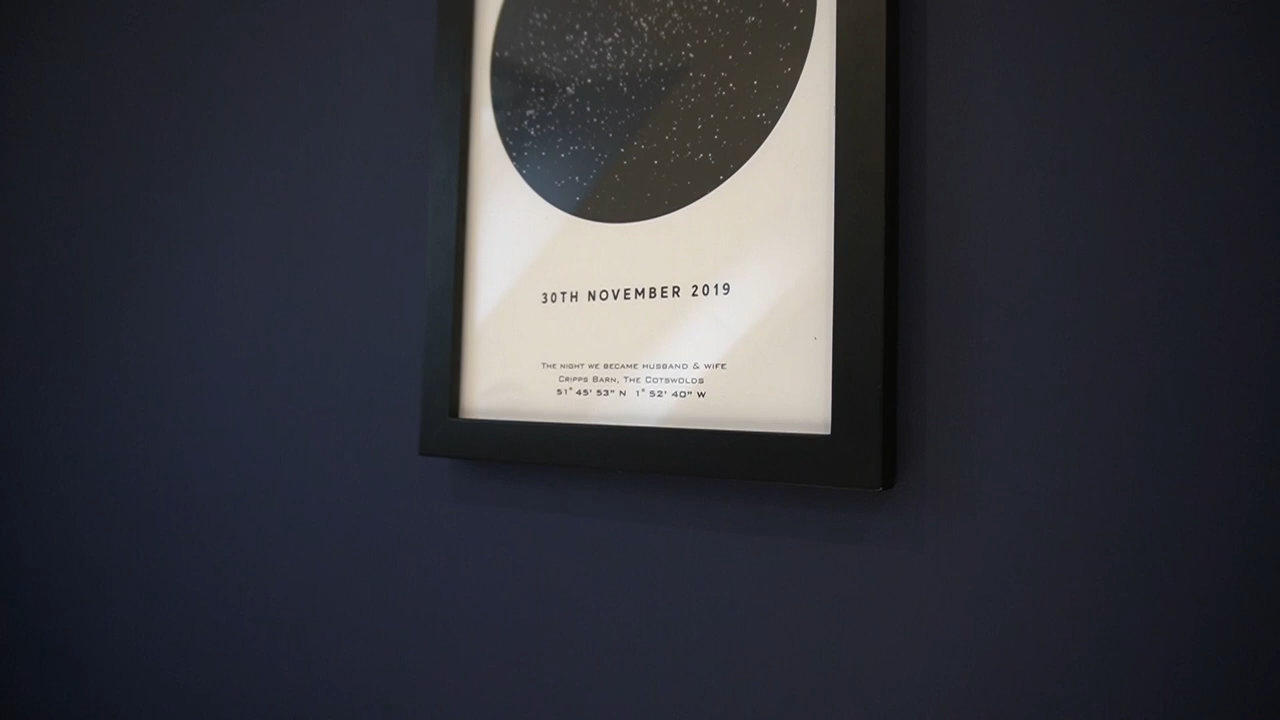 30TH NOVEMBER 2019
The night we became husband & wife
Cripps Barn, The Cotswolds
51° 45' 53" N 1° 52' 40" W